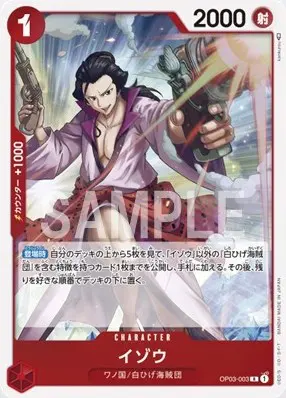 1
2000
射
カウンター +1000
SAMPLE
登場時 自分のデッキの上から5枚を見て、「イゾウ」以外の『白ひげ海賊
団』を含む特徴を持つカード1枚までを公開し、手札に加える。その後、残
りを好きな順番でデッキの下に置く。
CHARACTER
イゾウ
ワノ国/白ひげ海賊団
OP03-003 R 1
BANDAI MADE IN JAPAN